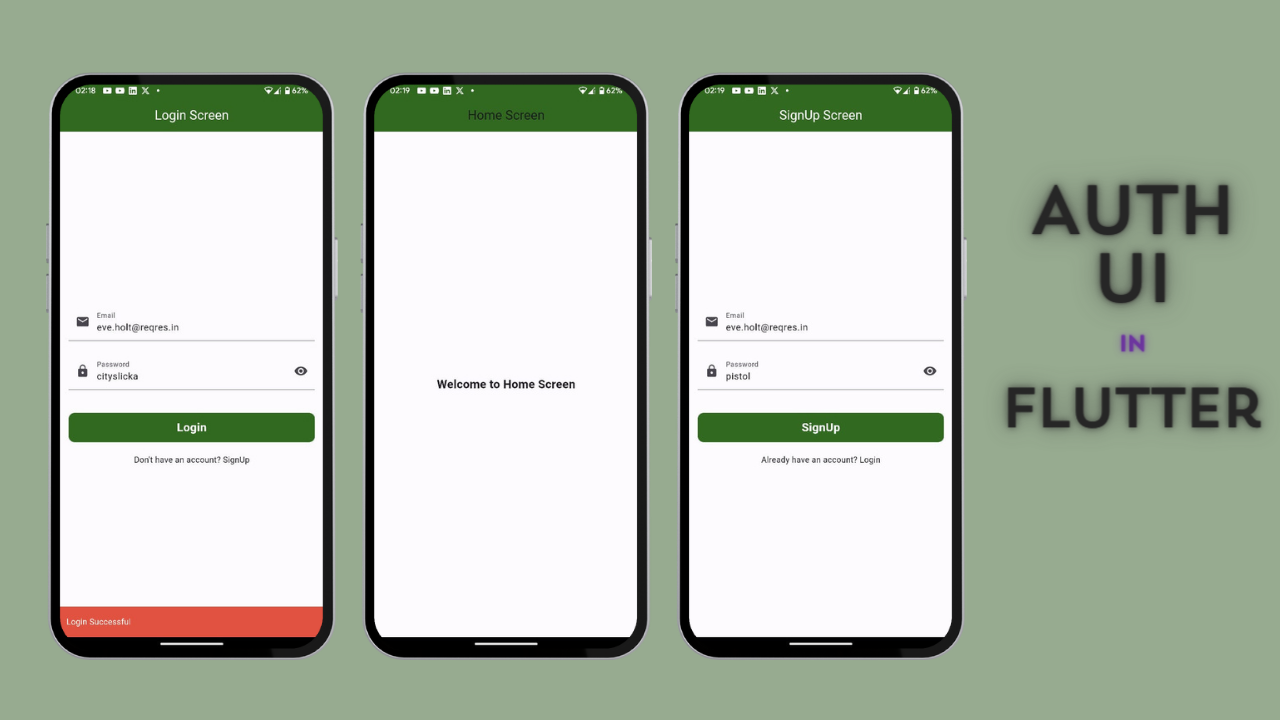 02:18
62%
Login Screen
Email
eve.holt@reqres.in
Password
cityslicka
Login
Don't have an account? SignUp
Login Successful
02:19
62%
Home Screen
Welcome to Home Screen
02:19
62%
SignUp Screen
Email
eve.holt@reqres.in
Password
pistol
SignUp
Already have an account? Login
AUTH
UI
IN
FLUTTER